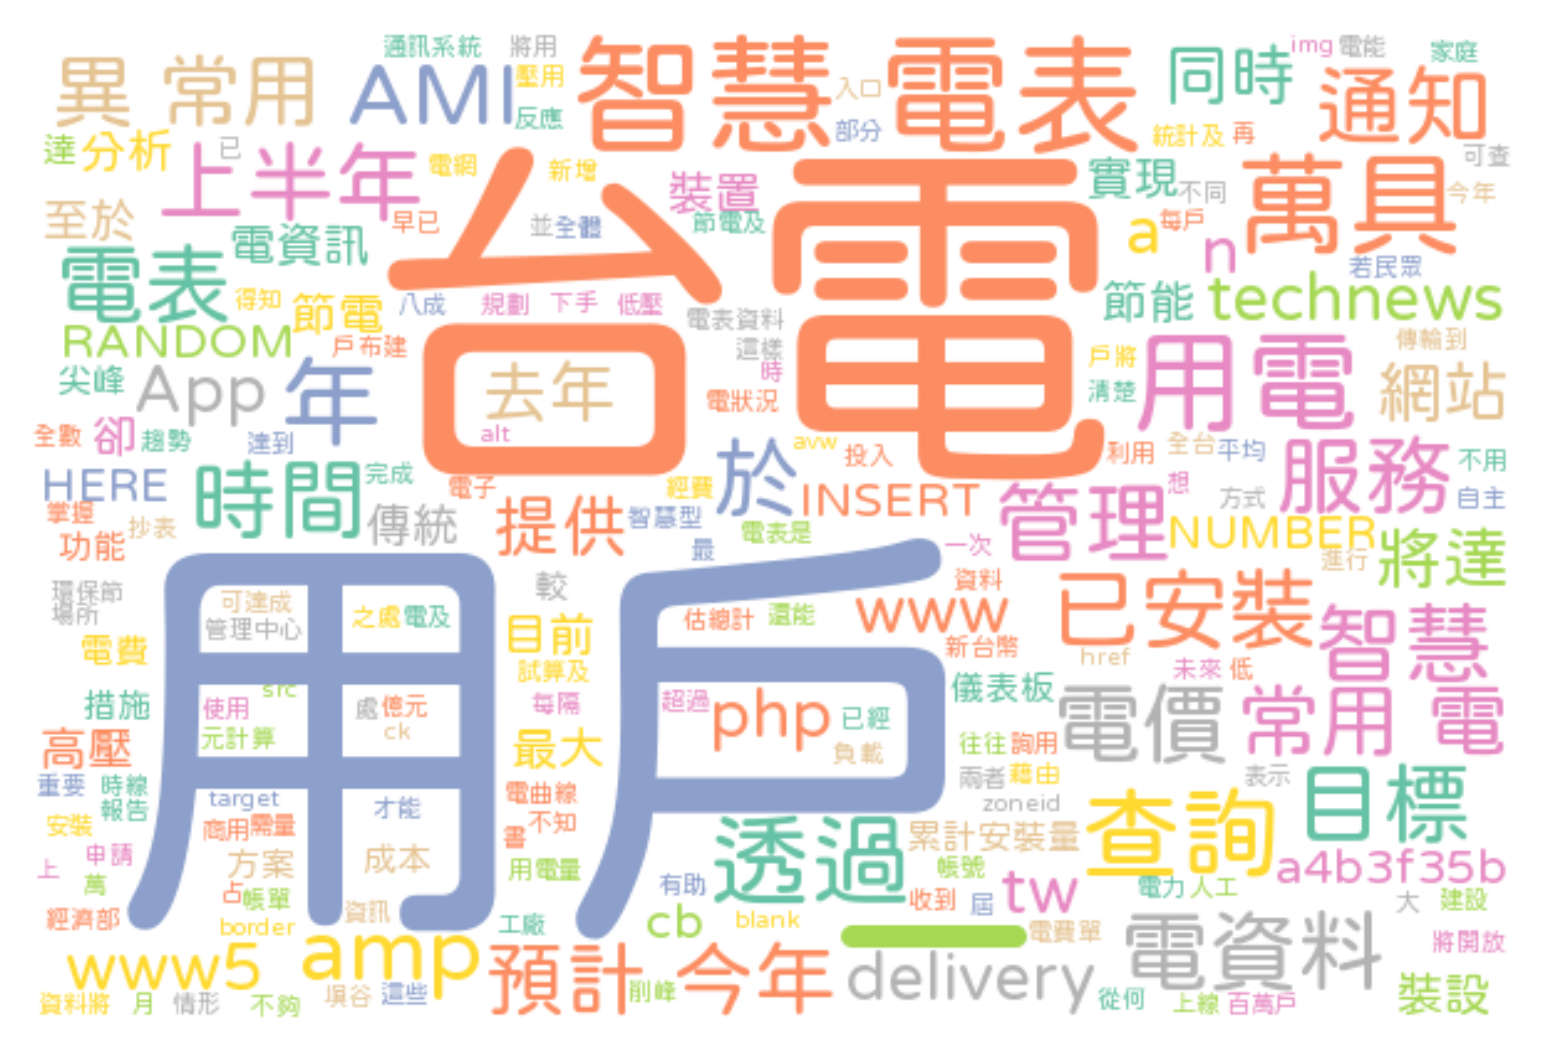 通訊系統 將用 智慧電表 同時 img 電能 家庭
異 常用 AMI 壓用 反應 入口 部分 通知
達 分析 已 上半年 電網 新增 台電 統計及 再 可查
至於 裝置 實現 不同 萬具 今年
早已 並 全體 節電及 a 每戶 n 若民眾
電表 電資訊 得知 節電 八成 規劃 下手 低壓 電表資料 節能 technews
RANDOM 戶布建 這樣 時 戶將 用電 傳輸到
尖峰 App 年 去年 alt 電狀況 清楚 網站
全數 卻 趨勢 達到 於 avw 投入 利用 全台 平均 服務 不用
HERE 時間 完成 電子 經費 INSERT 管理 想 方式 自主
掌握 抄表 傳統 提供 智慧型 電表是 NUMBER
功能 最 一次 進行 將達
環保節 用戶 較 資料 已安裝 智慧
場所 可達成 之處 電及 目前 估總計 還能 www
管理中心 電費 試算及 新台幣 href 未來 低
措施 src 使用 處 億元 每隔 超過 php 已經 儀表板 電價 常用 電
高壓 元計算 ck 最大 負載 往往 詢用
重要 時線 target 才能 電曲線 兩者 藉由 表示 目標
報告 zoneid
安裝 商用 需量 書 不知 透過 累計安裝量 查詢
上 申請 方案 成本 用電量 帳號 a4b3f35b
萬 占 帳單 有助 收到 屆 tw 電力 人工 大 建設
經濟部 border 資訊 工廠 cb blank 電費單 電資料 將開放
www5 amp 預計 今年 delivery
資料將 月 情形 不夠 填谷 這些 削峰 從何 上線 百萬戶 裝設